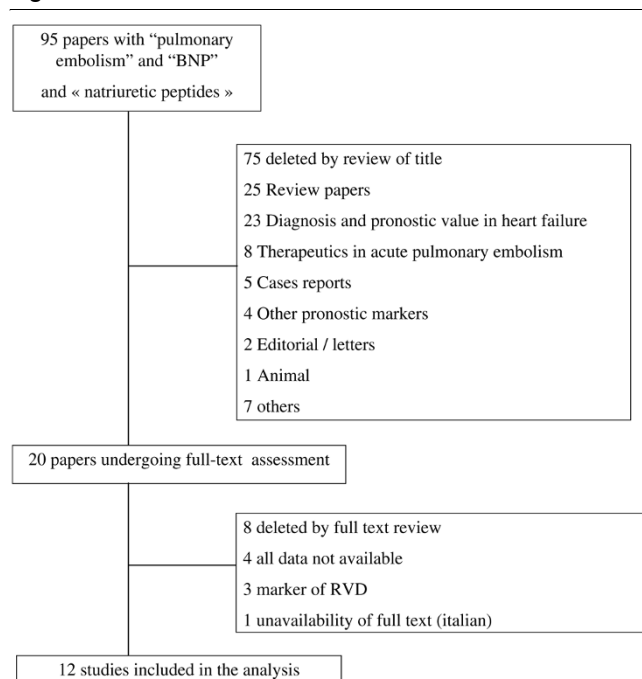 95 papers with “pulmonary
embolism” and “BNP”
and « natriuretic peptides »
75 deleted by review of title
25 Review papers
23 Diagnosis and pronostic value in heart failure
8 Therapeutics in acute pulmonary embolism
5 Cases reports
4 Other pronostic markers
2 Editorial / letters
1 Animal
7 others
20 papers undergoing full-text assessment
8 deleted by full text review
4 all data not available
3 marker of RVD
1 unavailability of full text (italian)
12 studies included in the analysis